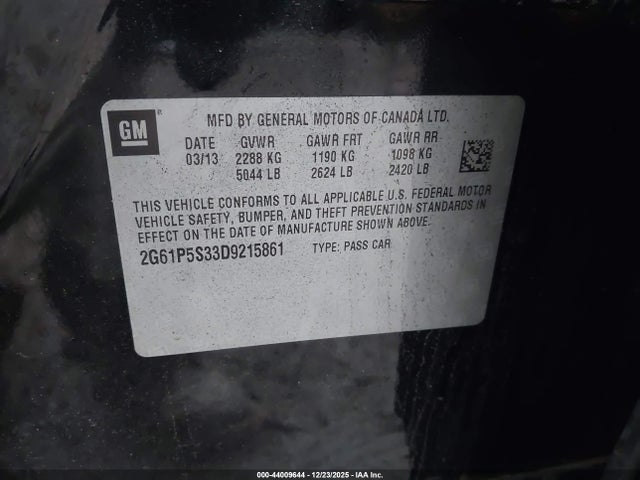 GM
MFD BY GENERAL MOTORS OF CANADA LTD.
DATE GVWR GAWR FRT GAWR RR
03/13 2288 KG 1190 KG 1098 KG
5044 LB 2624 LB 2420 LB
THIS VEHICLE CONFORMS TO ALL APPLICABLE U.S. FEDERAL MOTOR
VEHICLE SAFETY, BUMPER, AND THEFT PREVENTION STANDARDS IN
EFFECT ON THE DATE OF MANUFACTURE SHOWN ABOVE.
2G61P5S33D9215861 TYPE: PASS CAR
000-44009644 - 12/23/2025 - IAA Inc.